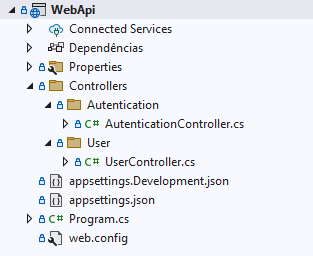 WebApi
Connected Services
Dependências
Properties
Controllers
Autentication
C# AutenticationController.cs
User
C# UserController.cs
appsettings.Development.json
appsettings.json
C# Program.cs
web.config